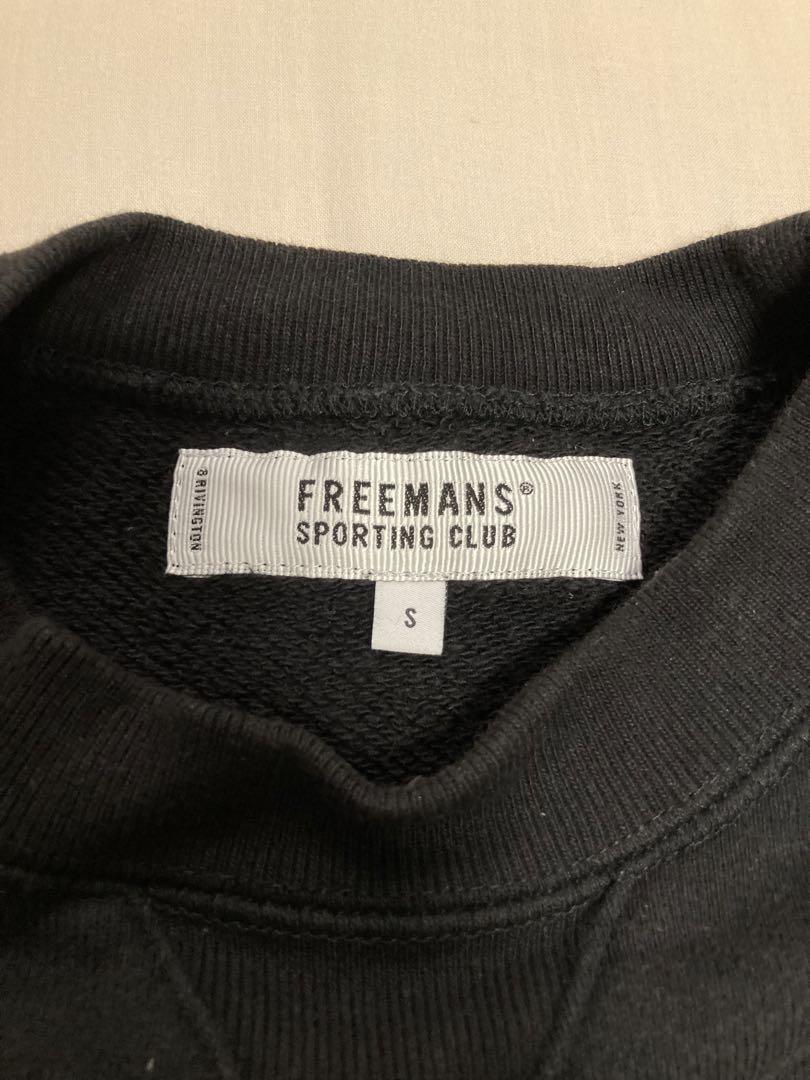 8 RIVINGTON
FREEMANS®
SPORTING CLUB
NEW YORK
S